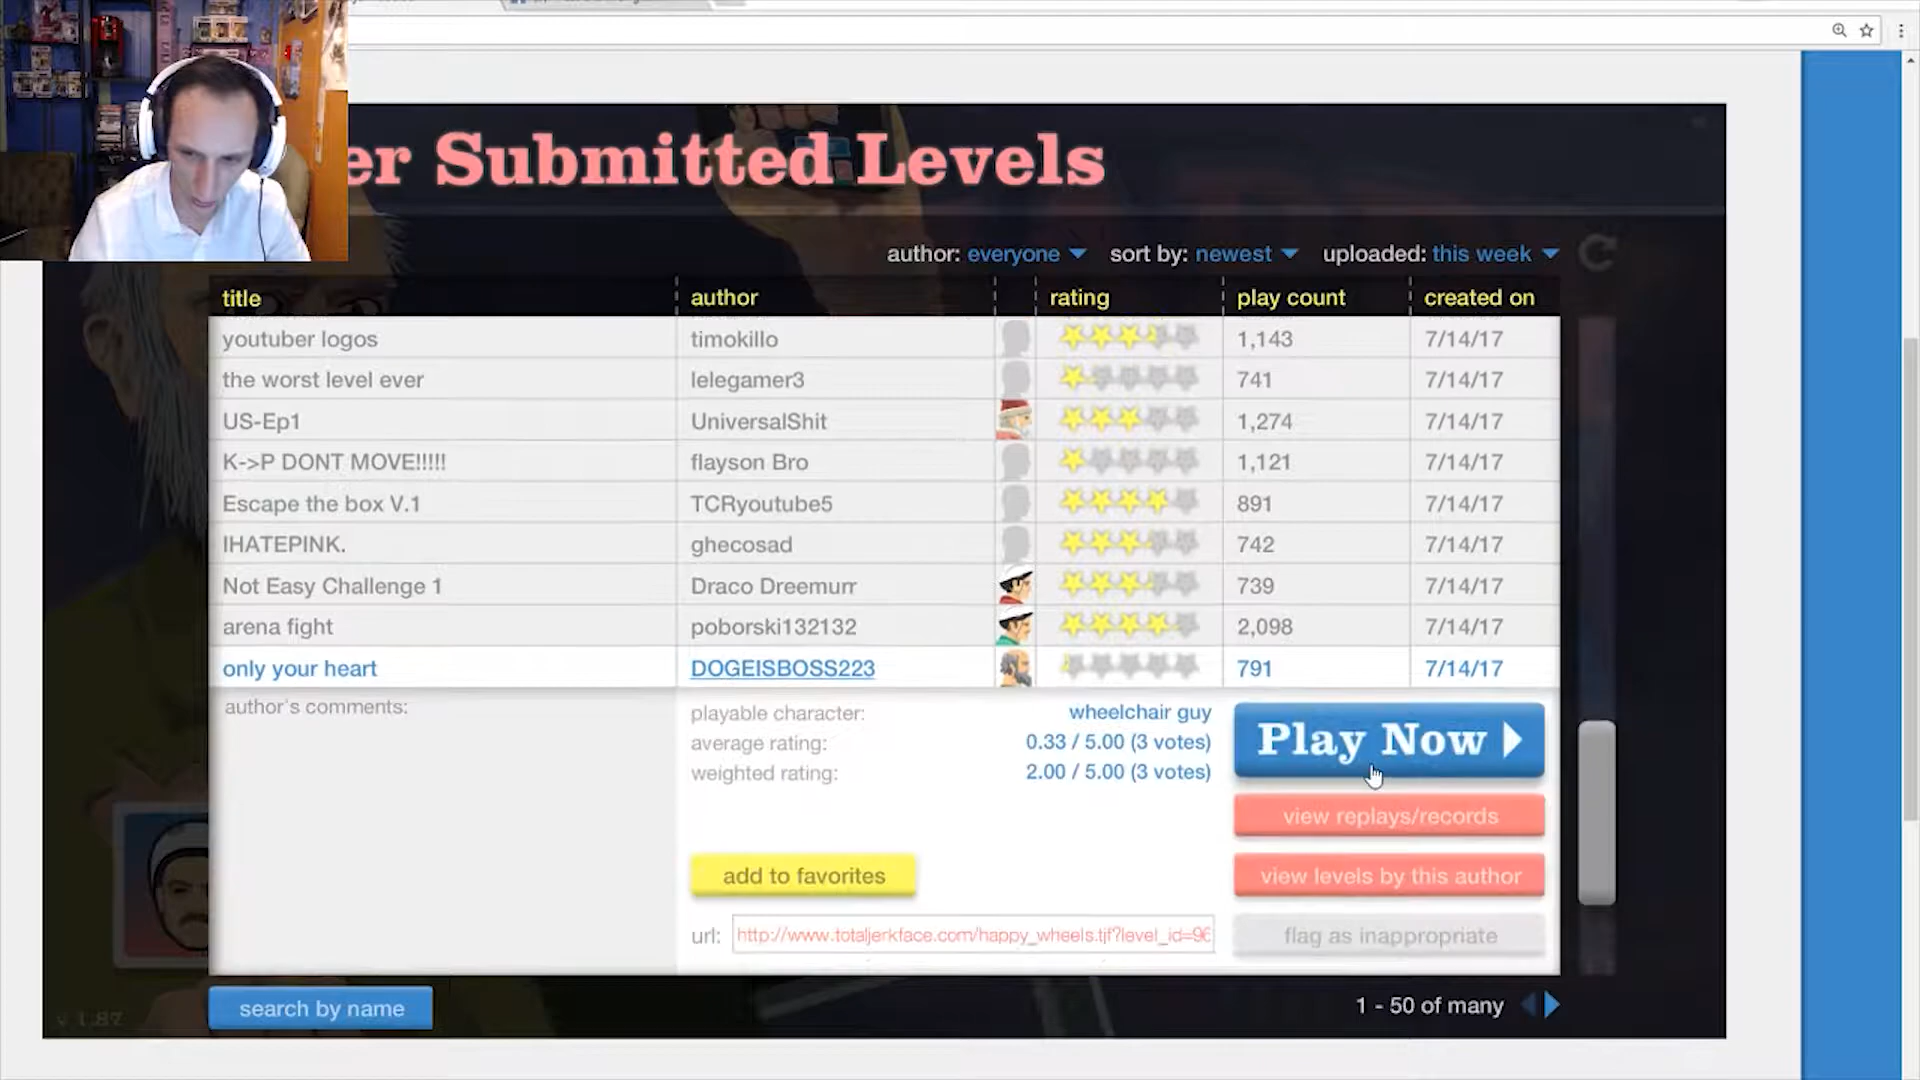 er Submitted Levels
author: everyone sort by: newest uploaded: this week
title author rating play count created on
youtuber logos timokillo 1,143 7/14/17
the worst level ever lelegamer3 741 7/14/17
US-Ep1 UniversalShit 1,274 7/14/17
K->P DONT MOVE!!!!! flayson Bro 1,121 7/14/17
Escape the box V.1 TCRyoutube5 891 7/14/17
IHATEPINK. ghecosad 742 7/14/17
Not Easy Challenge 1 Draco Dreemurr 739 7/14/17
arena fight poborski132132 2,098 7/14/17
only your heart DOGEISBOSS223 791 7/14/17
author's comments:
playable character: wheelchair guy
average rating: 0.33 / 5.00 (3 votes)
weighted rating: 2.00 / 5.00 (3 votes)
Play Now
view replays/records
add to favorites
view levels by this author
url: http://www.totaljerkface.com/happy_wheels.tjf?level_id=96
flag as inappropriate
search by name
1 - 50 of many
v 1.87